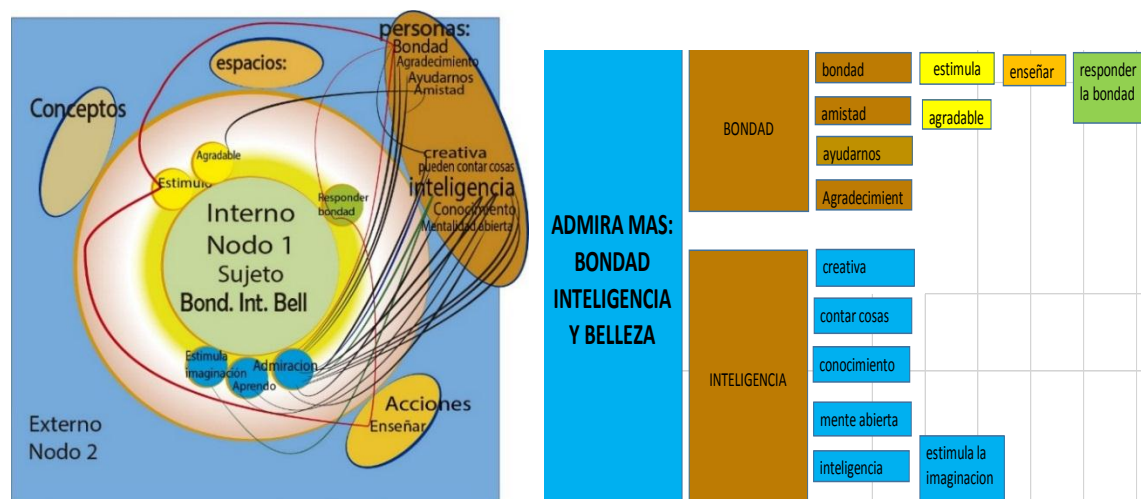 personas:
Bondad
Agradecimiento
Ayudarnos
Amistad
espacios:
Conceptos
creativa
pueden contar cosas
inteligencia
Conocimiento
Mentalidad abierta
Agradable
Estimulo
Responder
bondad
Interno
Nodo 1
Sujeto
Bond. Int. Bell
Estimula
imaginacion
Aprendo
Admiracion
Acciones
Enseñar
Externo
Nodo 2
ADMIRA MAS:
BONDAD
INTELIGENCIA
Y BELLEZA
BONDAD
bondad
estimula
enseñar
responder
la bondad
amistad
agradable
ayudarnos
Agradecimient
INTELIGENCIA
creativa
contar cosas
conocimiento
mente abierta
inteligencia
estimula la
imaginacion